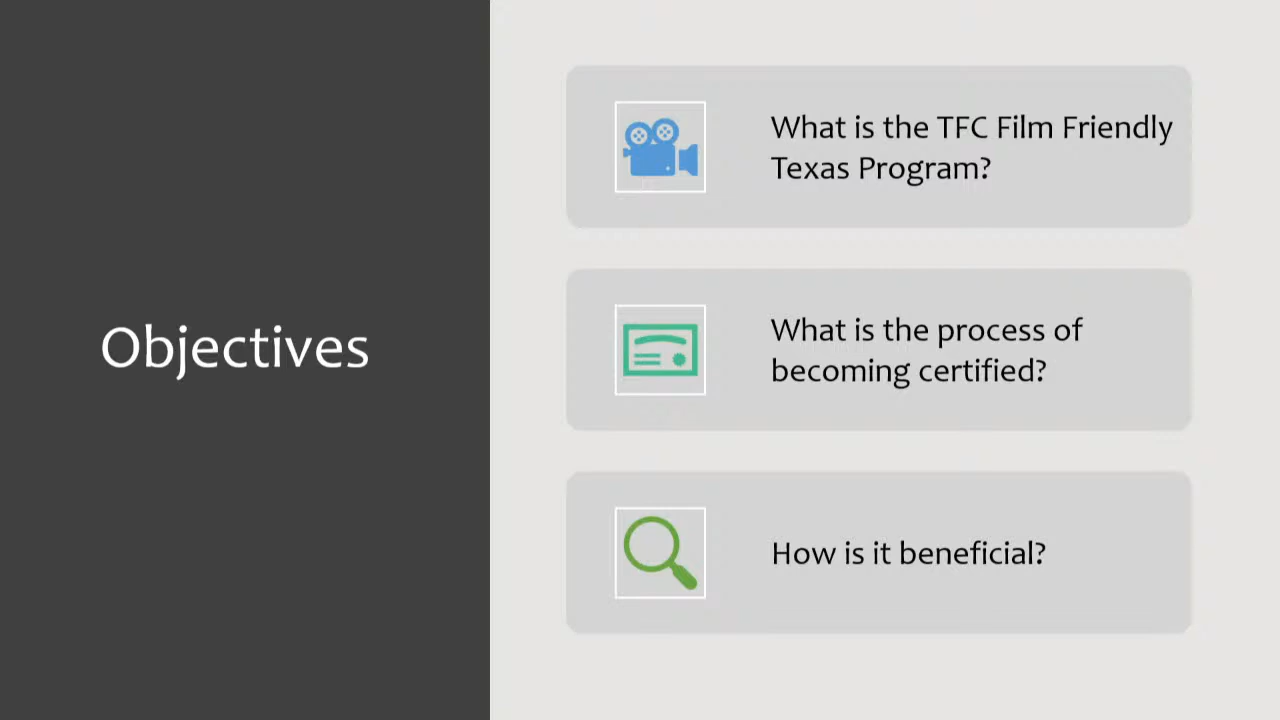 Objectives
What is the TFC Film Friendly
Texas Program?
What is the process of
becoming certified?
How is it beneficial?